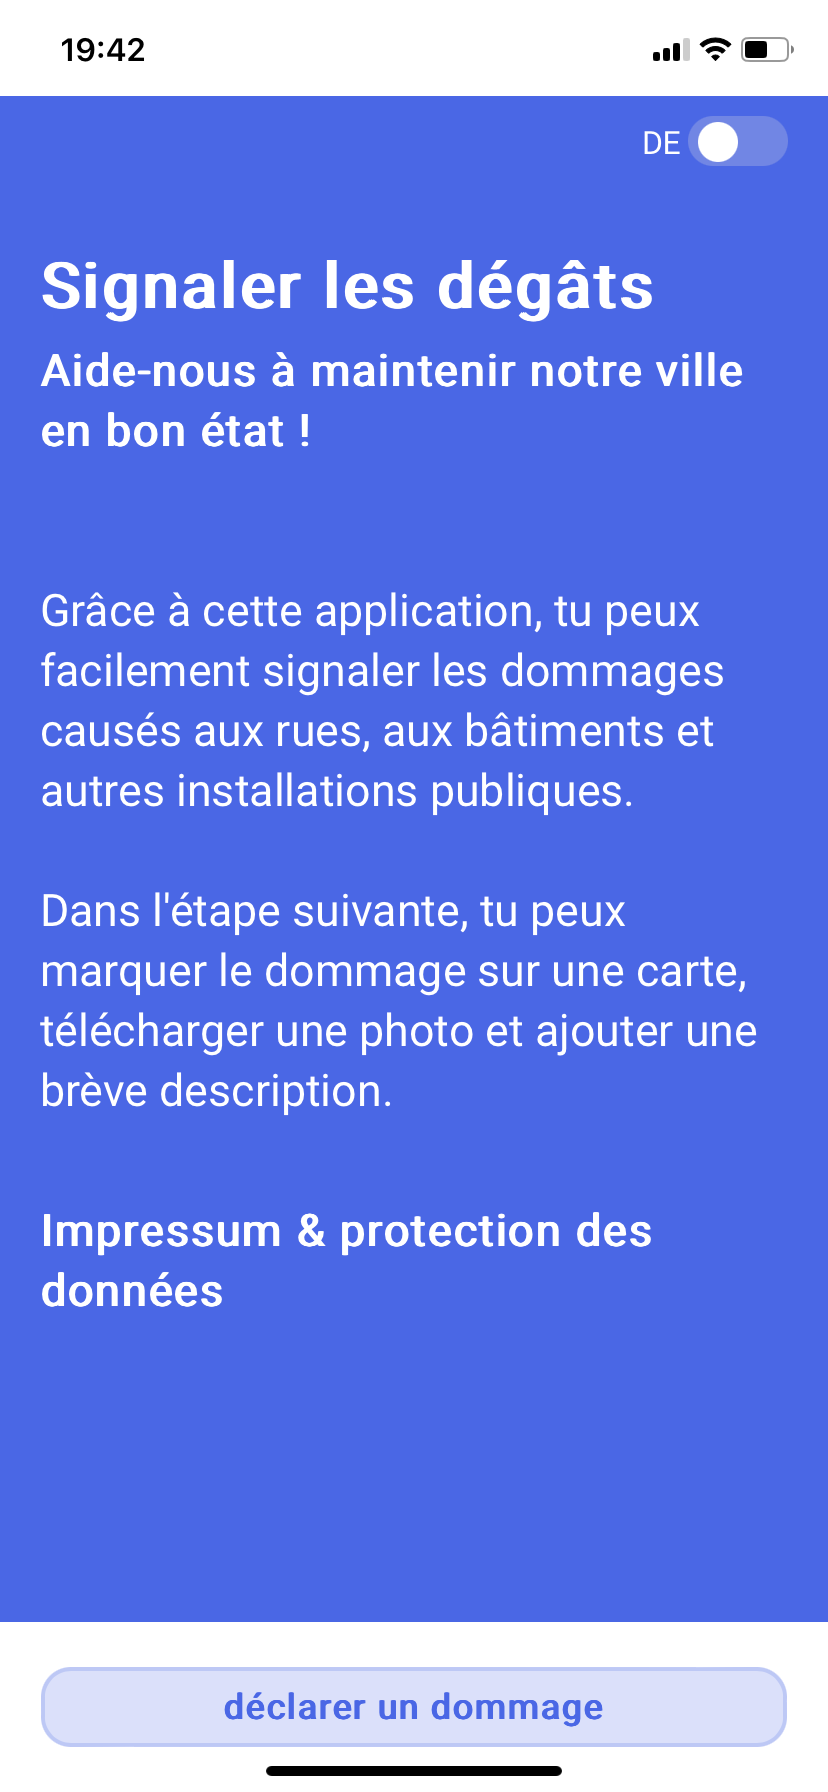 19:42
DE
Signaler les dégâts
Aide-nous à maintenir notre ville
en bon état !
Grâce à cette application, tu peux
facilement signaler les dommages
causés aux rues, aux bâtiments et
autres installations publiques.
Dans l'étape suivante, tu peux
marquer le dommage sur une carte,
télécharger une photo et ajouter une
brève description.
Impressum & protection des
données
déclarer un dommage